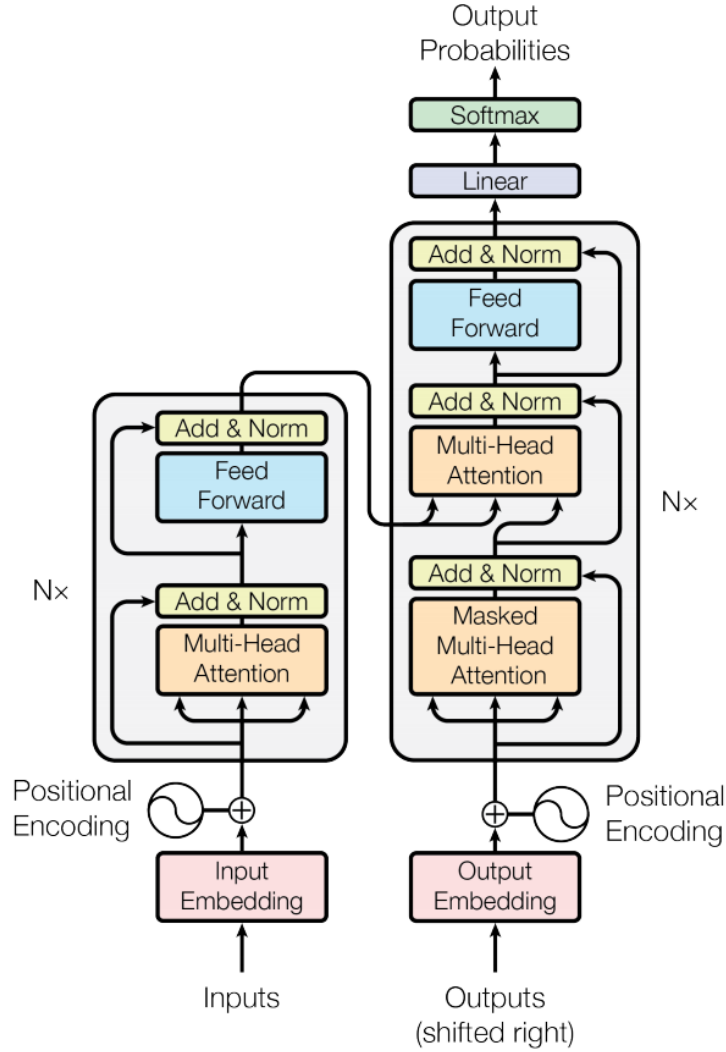 Output
Probabilities
Softmax
Linear
Add & Norm
Feed
Forward
Add & Norm
Multi-Head
Attention
Nx
Add & Norm
Masked
Multi-Head
Attention
Add & Norm
Feed
Forward
Nx
Add & Norm
Multi-Head
Attention
Positional
Encoding
Positional
Encoding
Input
Embedding
Output
Embedding
Inputs
Outputs
(shifted right)